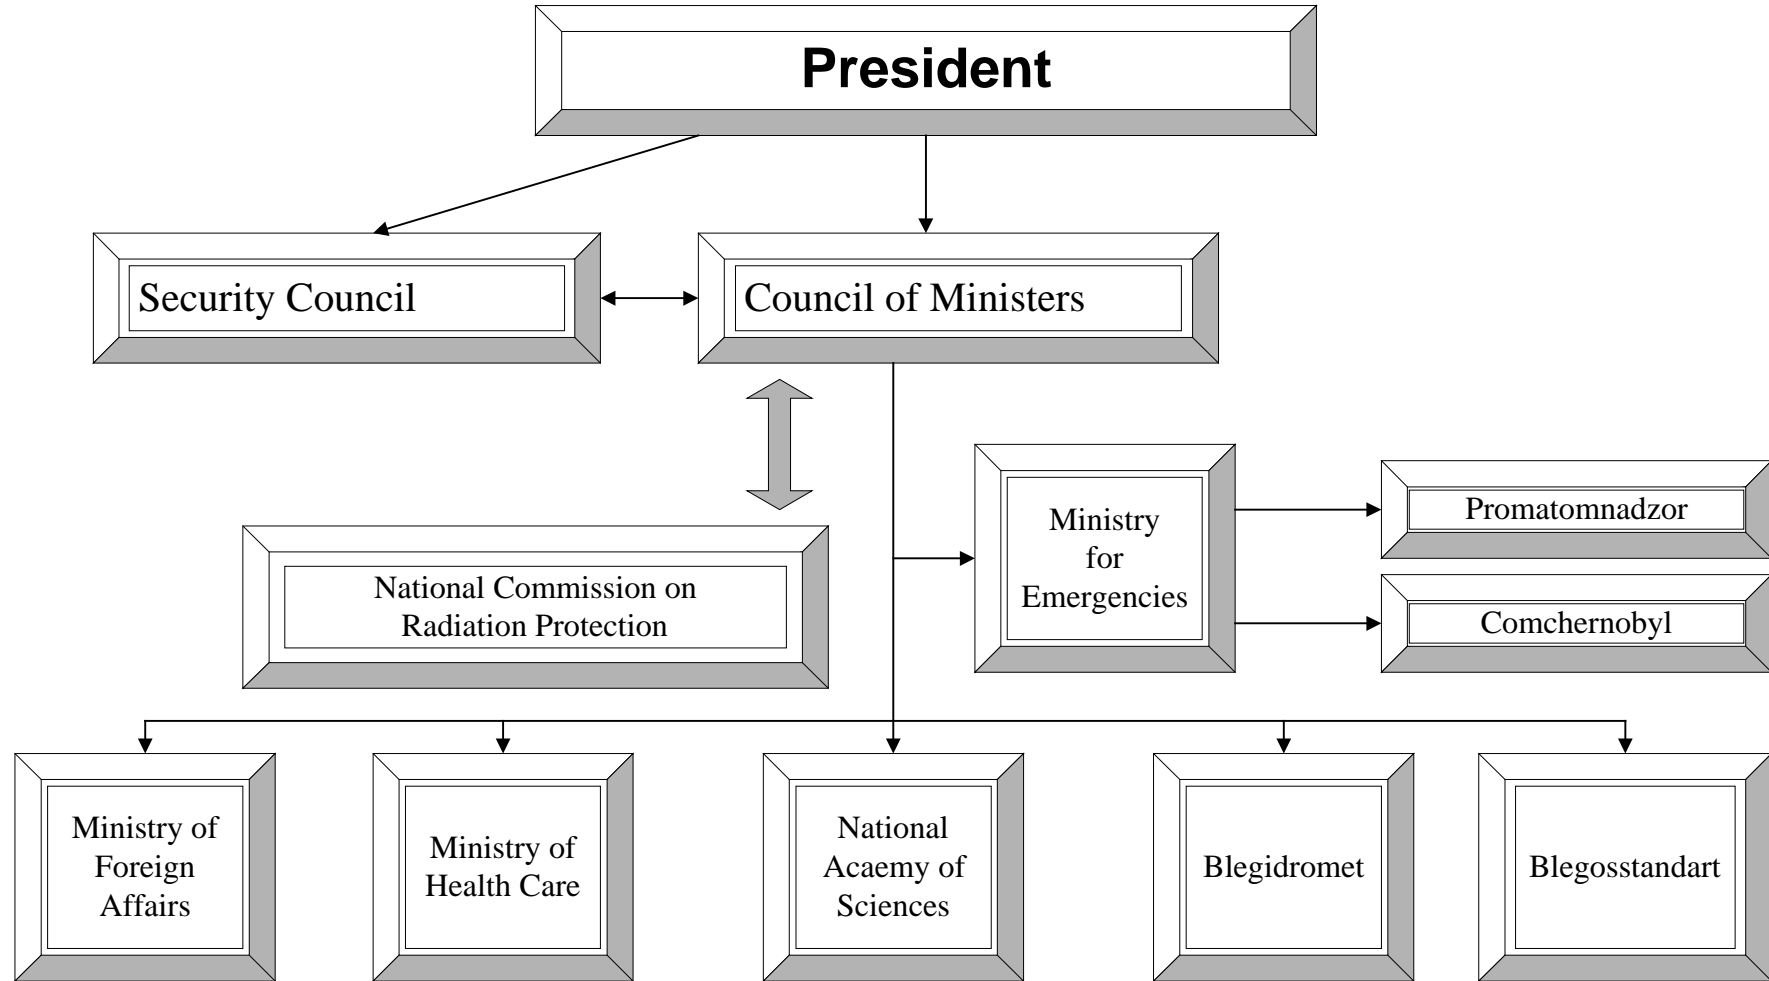 President
Security Council
Council of Ministers
National Commission on
Radiation Protection
Ministry
for
Emergencies
Promatomnadzor
Comchernobyl
Ministry of
Foreign
Affairs
Ministry of
Health Care
National
Acaemy of
Sciences
Blegidromet
Blegosstandart